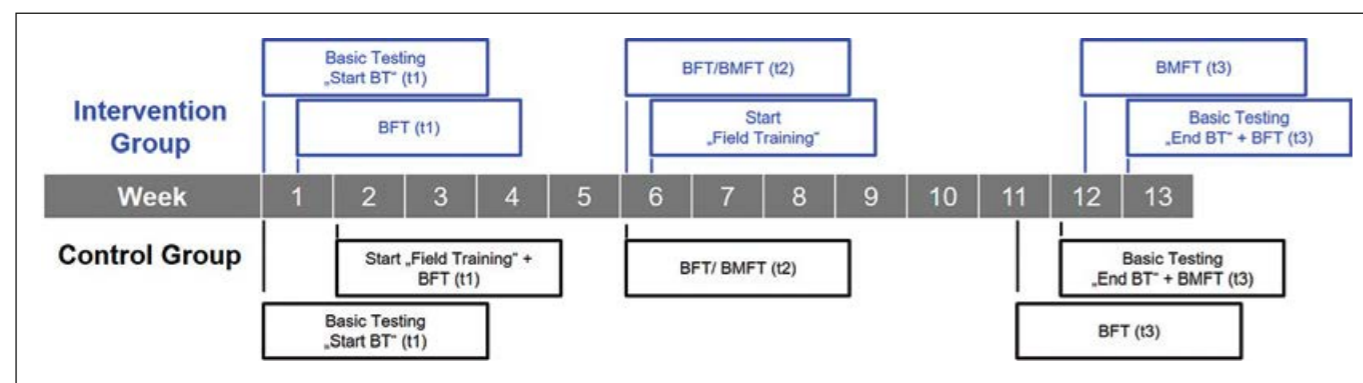 Basic Testing
„Start BT“ (t1)
BFT/BMFT (t2)
BMFT (t3)
Intervention
Group
BFT (t1)
Start
„Field Training“
Basic Testing
„End BT“ + BFT (t3)
Week 1 2 3 4 5 6 7 8 9 10 11 12 13
Control Group
Start „Field Training“ +
BFT (t1)
BFT/ BMFT (t2)
Basic Testing
„End BT“ + BMFT (t3)
Basic Testing
„Start BT“ (t1)
BFT (t3)